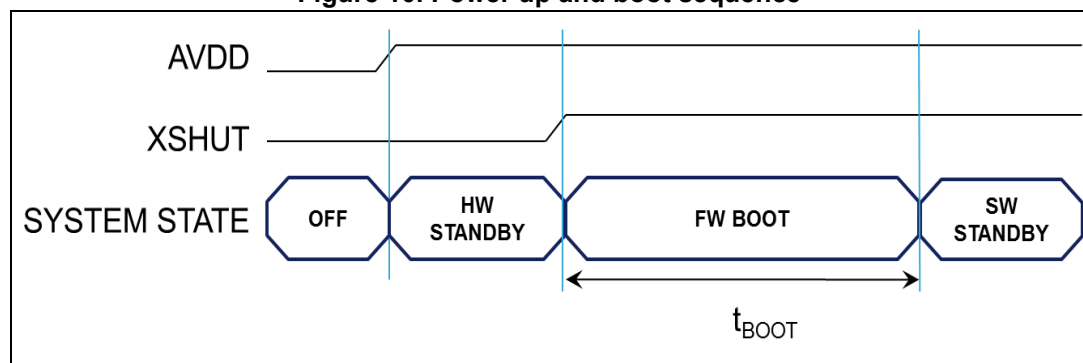 AVDD
XSHUT
SYSTEM STATE
OFF
HW
STANDBY
FW BOOT
SW
STANDBY
tBOOT